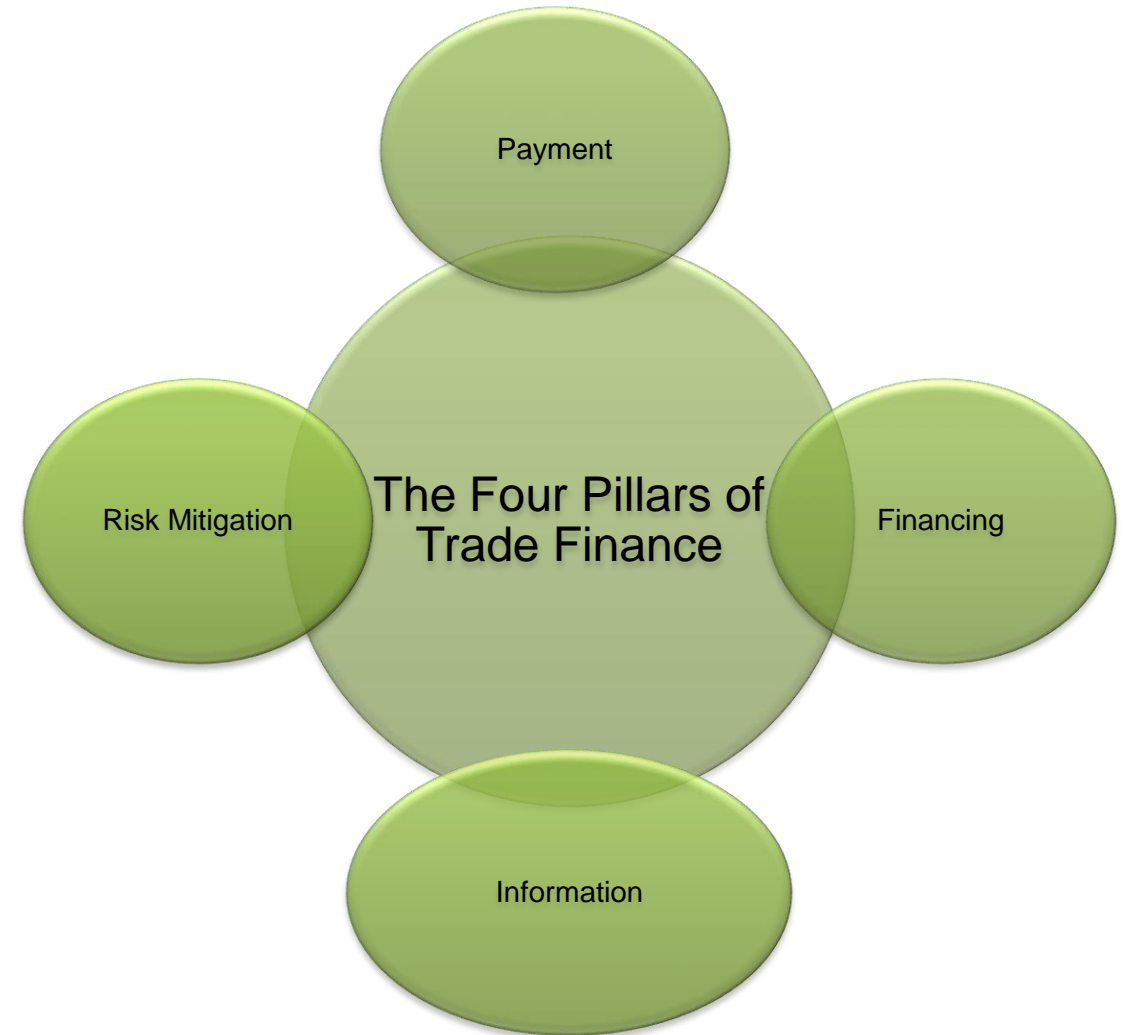 Payment
Risk Mitigation
The Four Pillars of
Trade Finance
Financing
Information